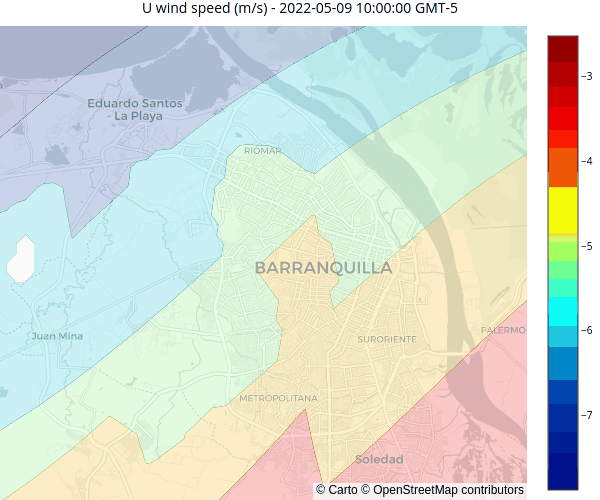 U wind speed (m/s) - 2022-05-09 10:00:00 GMT-5
Eduardo Santos
- La Playa
RIOMAR
BARRANQUILLA
Juan Mina
SURORIENTE
PALERMO
METROPOLITANA
Soledad
© Carto © OpenStreetMap contributors
−3
−4
−5
−6
−7